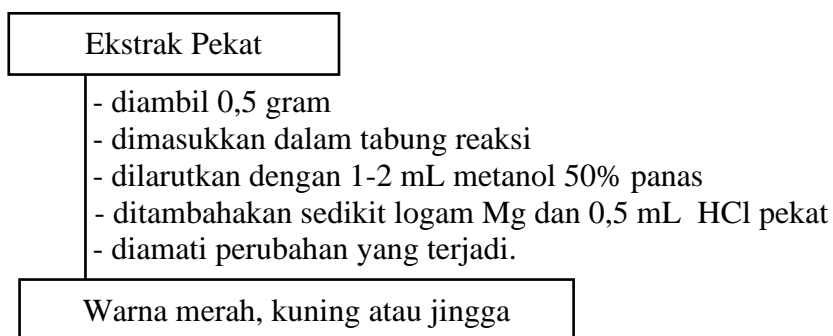 Ekstrak Pekat
- diambil 0,5 gram
- dimasukkan dalam tabung reaksi
- dilarutkan dengan 1-2 mL metanol 50% panas
- ditambahakan sedikit logam Mg dan 0,5 mL HCl pekat
- diamati perubahan yang terjadi.
Warna merah, kuning atau jingga